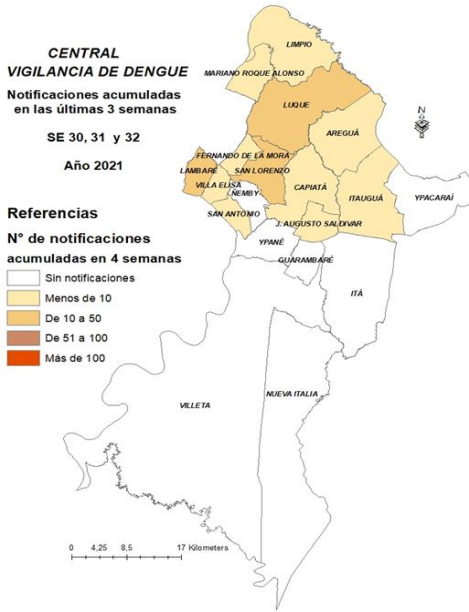 CENTRAL
VIGILANCIA DE DENGUE
Notificaciones acumuladas
en las últimas 3 semanas
SE 30, 31 y 32
Año 2021
LIMPIO
MARIANO ROQUE ALONSO
LUQUE
N
AREGUÁ
FERNANDO DE LA MORA
LAMBARÉ
SAN LORENZO
VILLA ELISA
ÑEMBY
CAPIATÁ
ITAUGUÁ
YPACARAÍ
SAN ANTONIO
J. AUGUSTO SALDIVAR
YPANÉ
GUARAMBARÉ
ITÁ
Referencias
N° de notificaciones
acumuladas en 4 semanas
Sin notificaciones
Menos de 10
De 10 a 50
De 51 a 100
Más de 100
VILLETA
NUEVA ITALIA
0 4,25 8,5 17 Kilometers